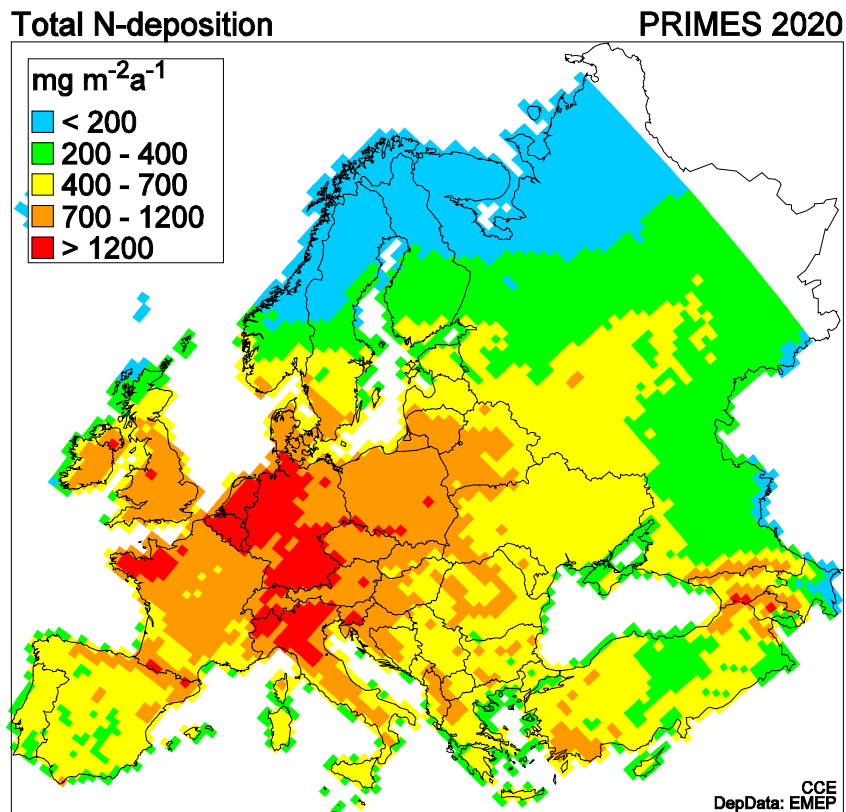 Total N-deposition PRIMES 2020
mg m⁻²a⁻¹
< 200
200 - 400
400 - 700
700 - 1200
> 1200
CCE
DepData: EMEP